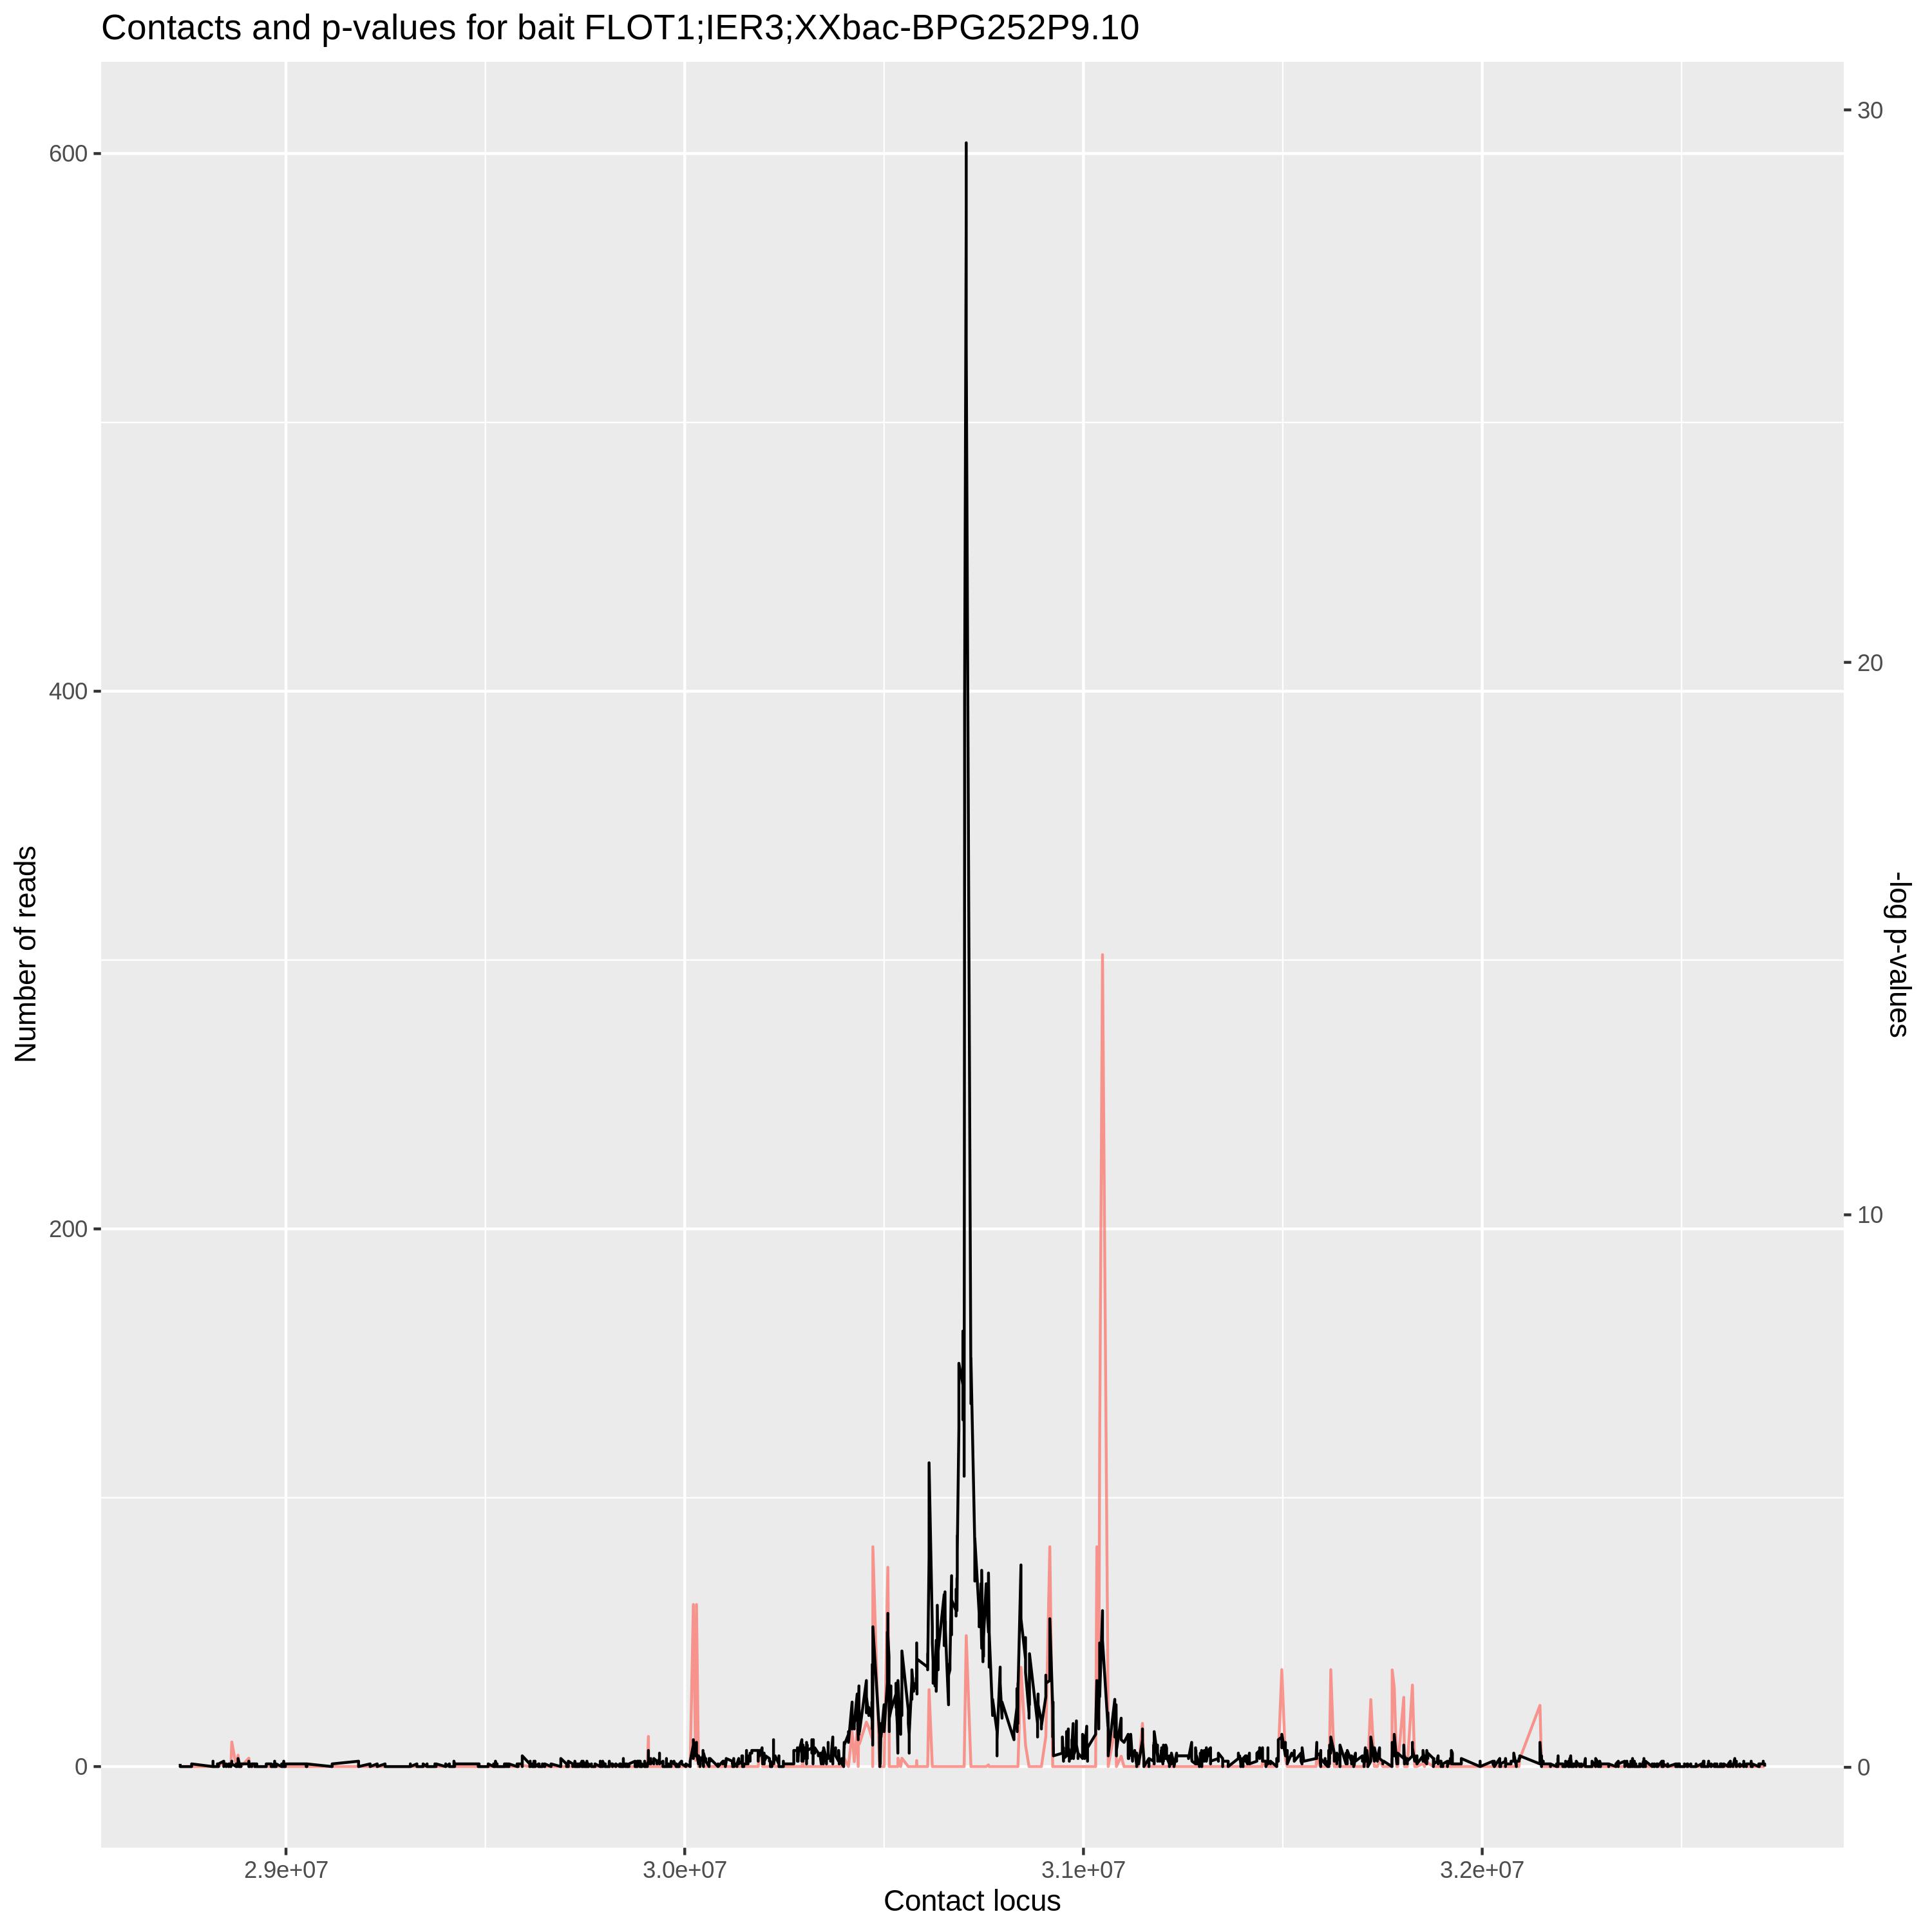 Contacts and p-values for bait FLOT1;IER3;XXbac-BPG252P9.10
600
400
200
0
Number of reads
30
20
10
0
-log p-values
2.9e+07
3.0e+07
3.1e+07
3.2e+07
Contact locus